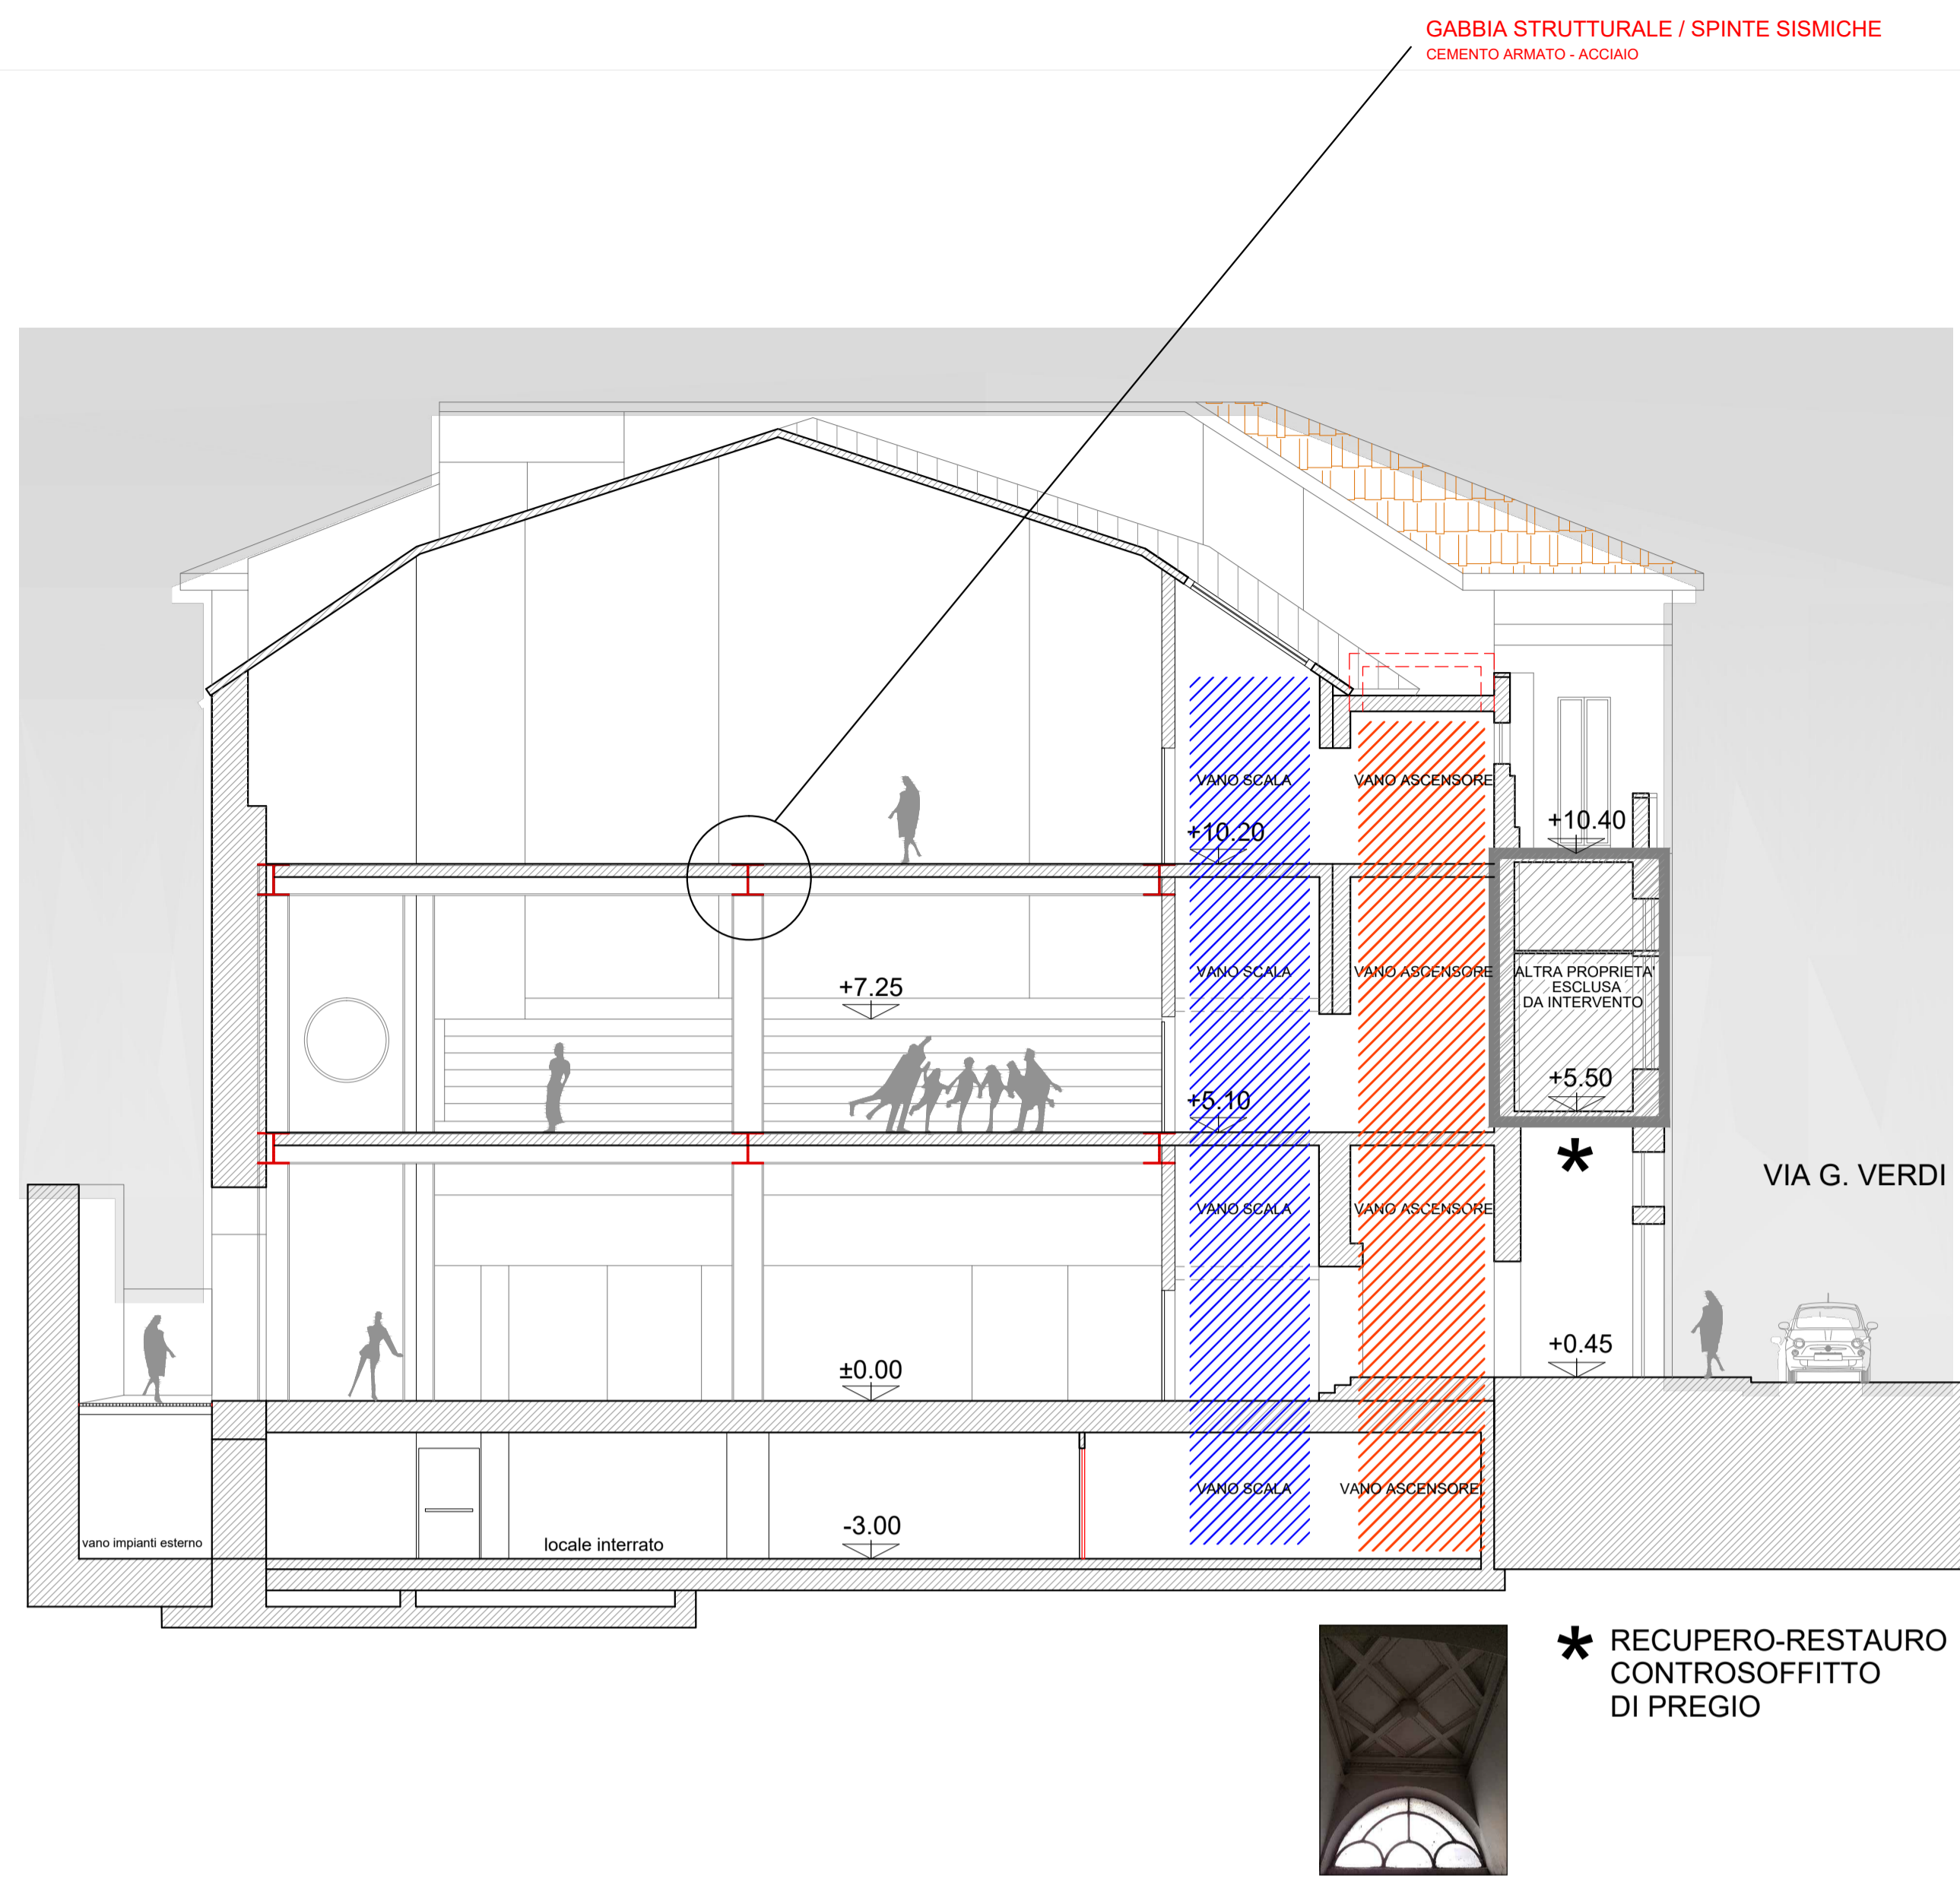 GABBIA STRUTTURALE / SPINTE SISMICHE
CEMENTO ARMATO - ACCIAIO
VANO SCALA
VANO ASCENSORE
+10.20
+10.40
VANO SCALA
VANO ASCENSORE
ALTRA PROPRIETA'
ESCLUSA
DA INTERVENTO
+7.25
+5.10
+5.50
*
VIA G. VERDI
VANO SCALA
VANO ASCENSORE
±0.00
+0.45
VANO SCALA
VANO ASCENSORE
-3.00
vano impianti esterno
locale interrato
* RECUPERO-RESTAURO
CONTROSOFFITTO
DI PREGIO